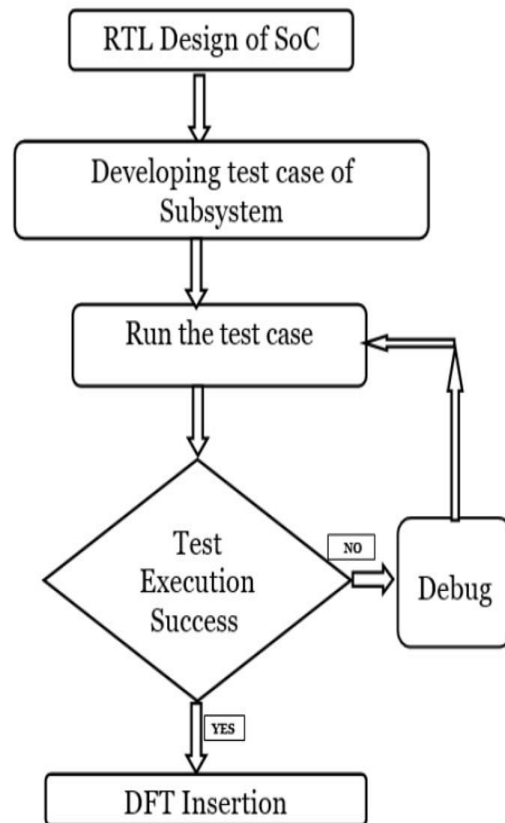 RTL Design of SoC
Developing test case of
Subsystem
Run the test case
Test
Execution
Success
NO
Debug
YES
DFT Insertion